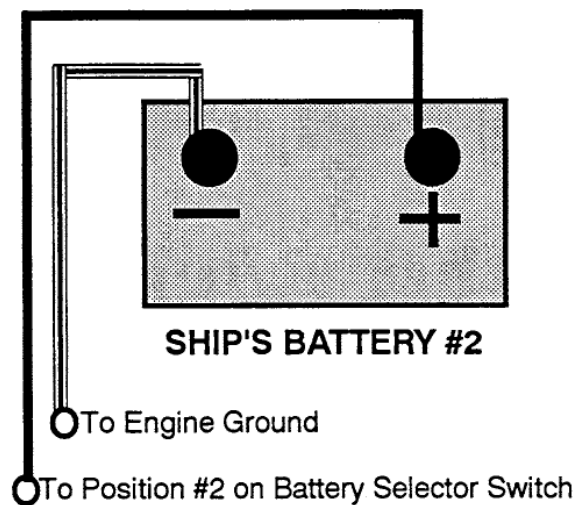 — +
SHIP'S BATTERY #2
To Engine Ground
To Position #2 on Battery Selector Switch